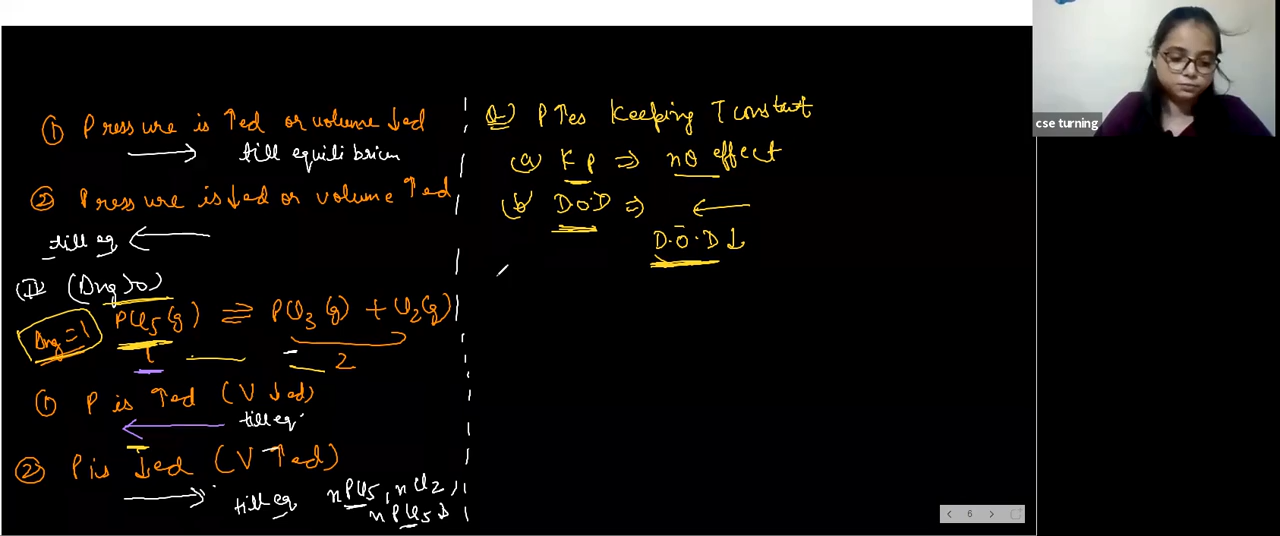 ① Pressure is ↑ed or volume ↓ed
→ till equilibrium
② Pressure is ↓ed or volume ↑ed
till eq ←
(II) (Δng>0)
Δng=1 PCl5(g) ⇌ PCl3(g) + Cl2(g)
1 2
① P is ↑ed (V ↓ed)
← till eq.
② P is ↓ed (V ↑ed)
→ till eq nPCl5, nCl2 ↓
nPCl5 ↓
Q) P ↑es Keeping T constant
(a) Kp ⇒ no effect
(b) D.O.D ⇒ ←
D.O.D ↓
cse turning
6